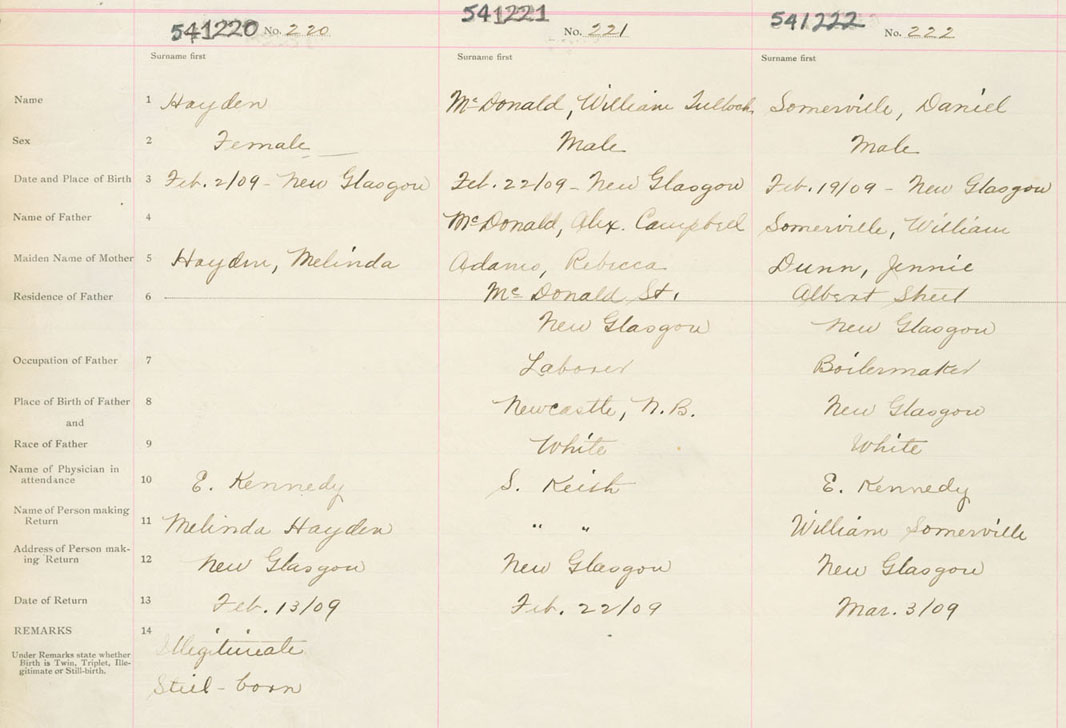 541220 No. 220 541221 No. 221 541222 No. 222
Surname first Surname first Surname first
Name 1 Hayden McDonald, William Tulloch Somerville, Daniel
Sex 2 Female Male Male
Date and Place of Birth 3 Feb. 2/09 - New Glasgow Feb. 22/09 - New Glasgow Feb. 19/09 - New Glasgow
Name of Father 4 McDonald, Alex. Campbell Somerville, William
Maiden Name of Mother 5 Hayden, Melinda Adams, Rebecca Dunn, Jennie
Residence of Father 6 McDonald St. Albert Street
New Glasgow New Glasgow
Occupation of Father 7 Laborer Boilermaker
Place of Birth of Father 8 Newcastle, N.B. New Glasgow
and
Race of Father 9 White White
Name of Physician in
attendance 10 E. Kennedy S. Keith E. Kennedy
Name of Person making
Return 11 Melinda Hayden " " William Somerville
Address of Person mak-
ing Return 12 New Glasgow New Glasgow New Glasgow
Date of Return 13 Feb. 13/09 Feb. 22/09 Mar. 3/09
REMARKS 14 Illegitimate
Under Remarks state whether
Birth is Twin, Triplet, Ille-
gitimate or Still-birth.
Still-born